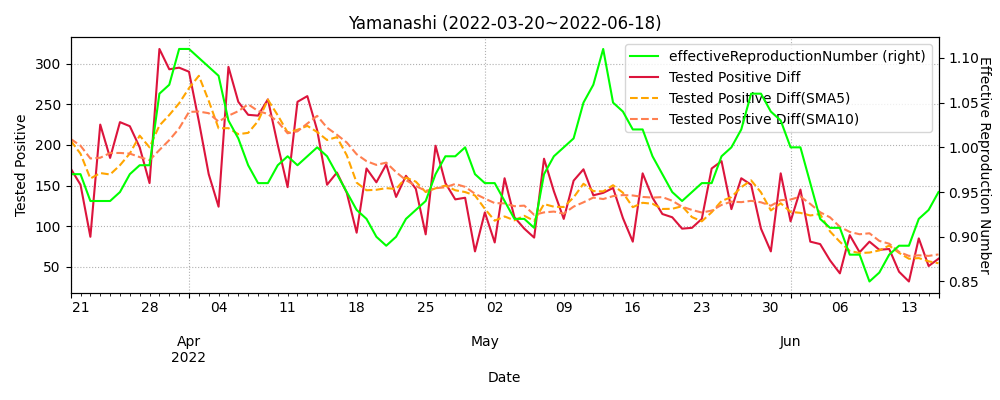 Yamanashi (2022-03-20~2022-06-18)
effectiveReproductionNumber (right)
Tested Positive Diff
Tested Positive Diff(SMA5)
Tested Positive Diff(SMA10)
Tested Positive
300
250
200
150
100
50
1.10
1.05
1.00
0.95
0.90
0.85
Effective Reproduction Number
21 28 04 11 18 25 02 09 16 23 30 06 13
Apr May Jun
2022
Date